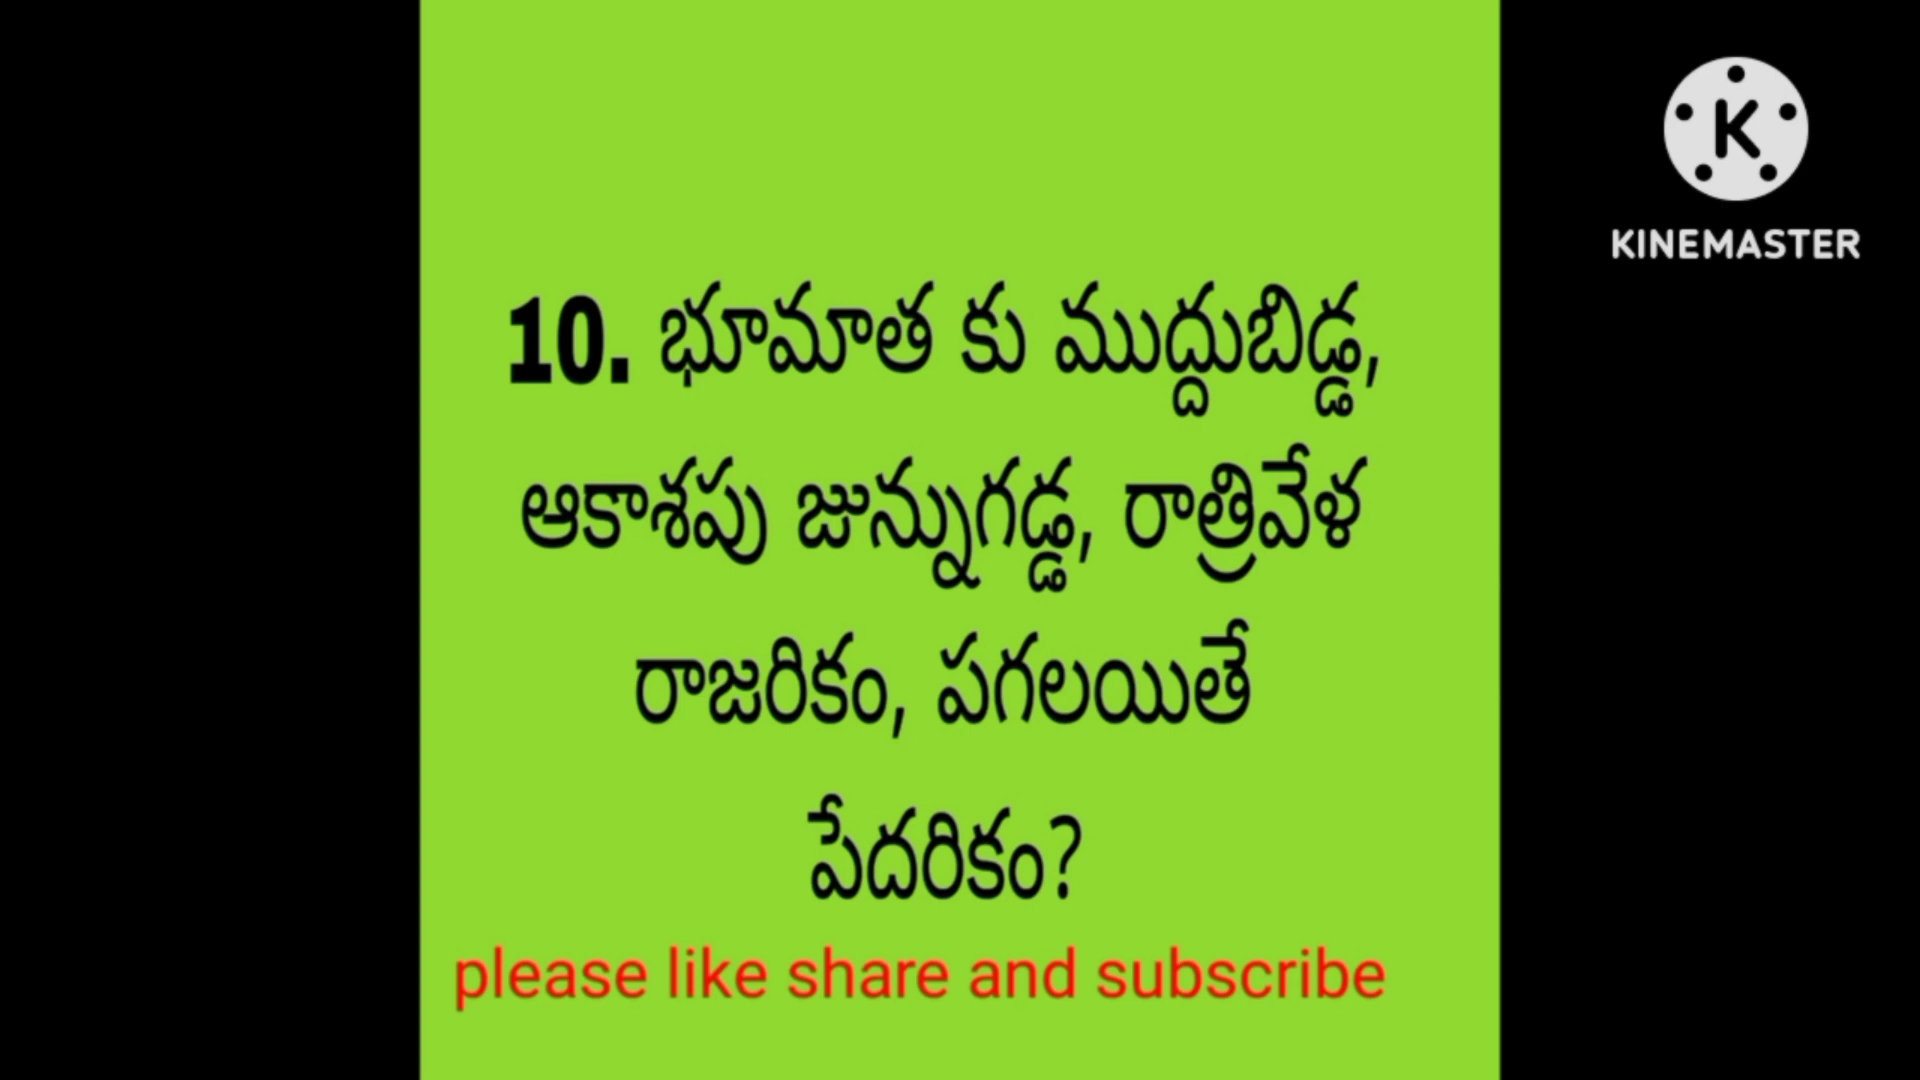 KINEMASTER
10. భూమాత కు ముద్దుబిడ్డ,
ఆకాశపు జున్నుగడ్డ, రాత్రివేళ
రాజరికం, పగలయితే
పేదరికం?
please like share and subscribe